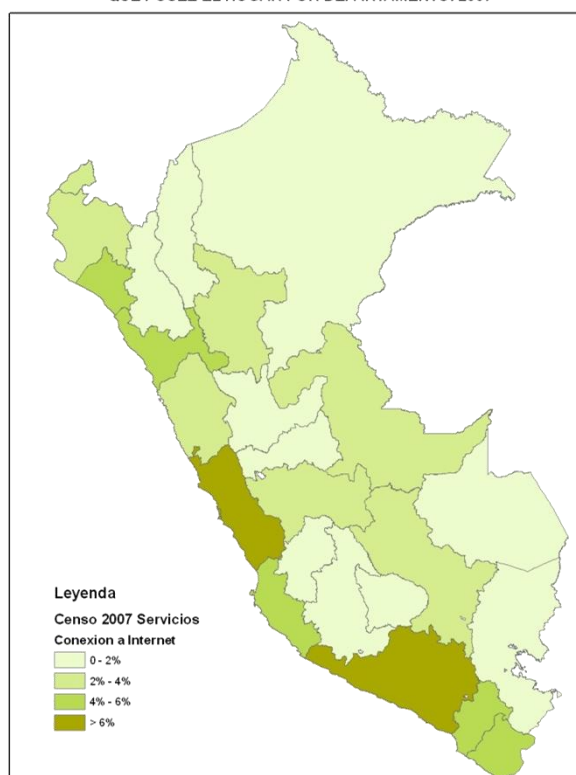 Leyenda
Censo 2007 Servicios
Conexion a Internet
0 - 2%
2% - 4%
4% - 6%
> 6%